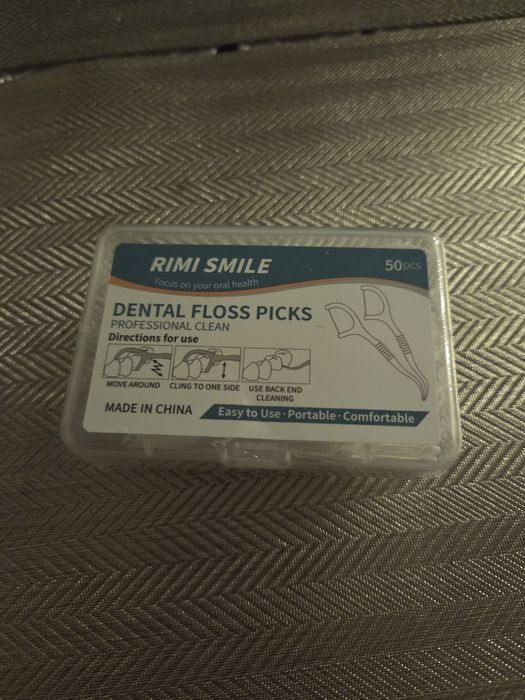 RIMI SMILE
50pcs
Focus on your oral health
DENTAL FLOSS PICKS
PROFESSIONAL CLEAN
Directions for use
MOVE AROUND
CLING TO ONE SIDE
USE BACK END
CLEANING
MADE IN CHINA
Easy to Use · Portable · Comfortable